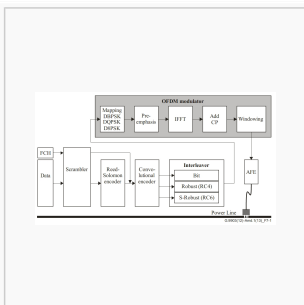 OFDM modulator
Mapping
DBPSK
DQPSK
D8PSK
Pre-
emphasis
IFFT
Add
CP
Windowing
FCH
Data
Scrambler
Reed-
Solomon
encoder
Convo-
lutional
encoder
Interleaver
Bit
Robust (RC4)
S-Robust (RC6)
AFE
Power Line